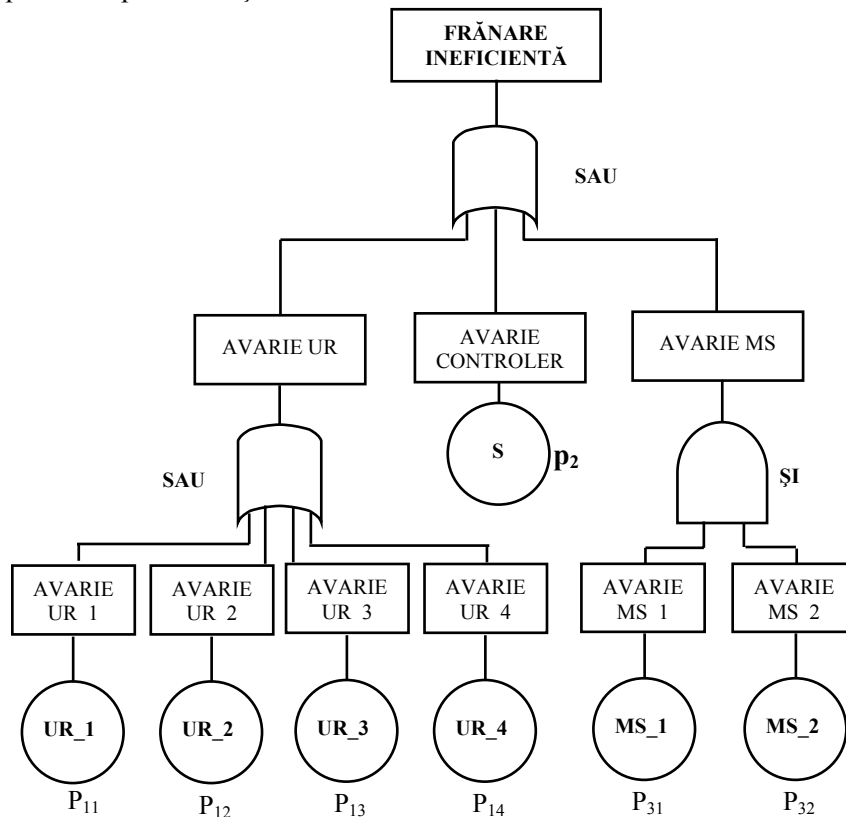 FRĂNARE
INEFICIENTĂ
SAU
AVARIE UR
AVARIE
CONTROLER
AVARIE MS
S
p₂
SAU
ŞI
AVARIE
UR 1
AVARIE
UR 2
AVARIE
UR 3
AVARIE
UR 4
AVARIE
MS 1
AVARIE
MS 2
UR_1
UR_2
UR_3
UR_4
MS_1
MS_2
P₁₁
P₁₂
P₁₃
P₁₄
P₃₁
P₃₂